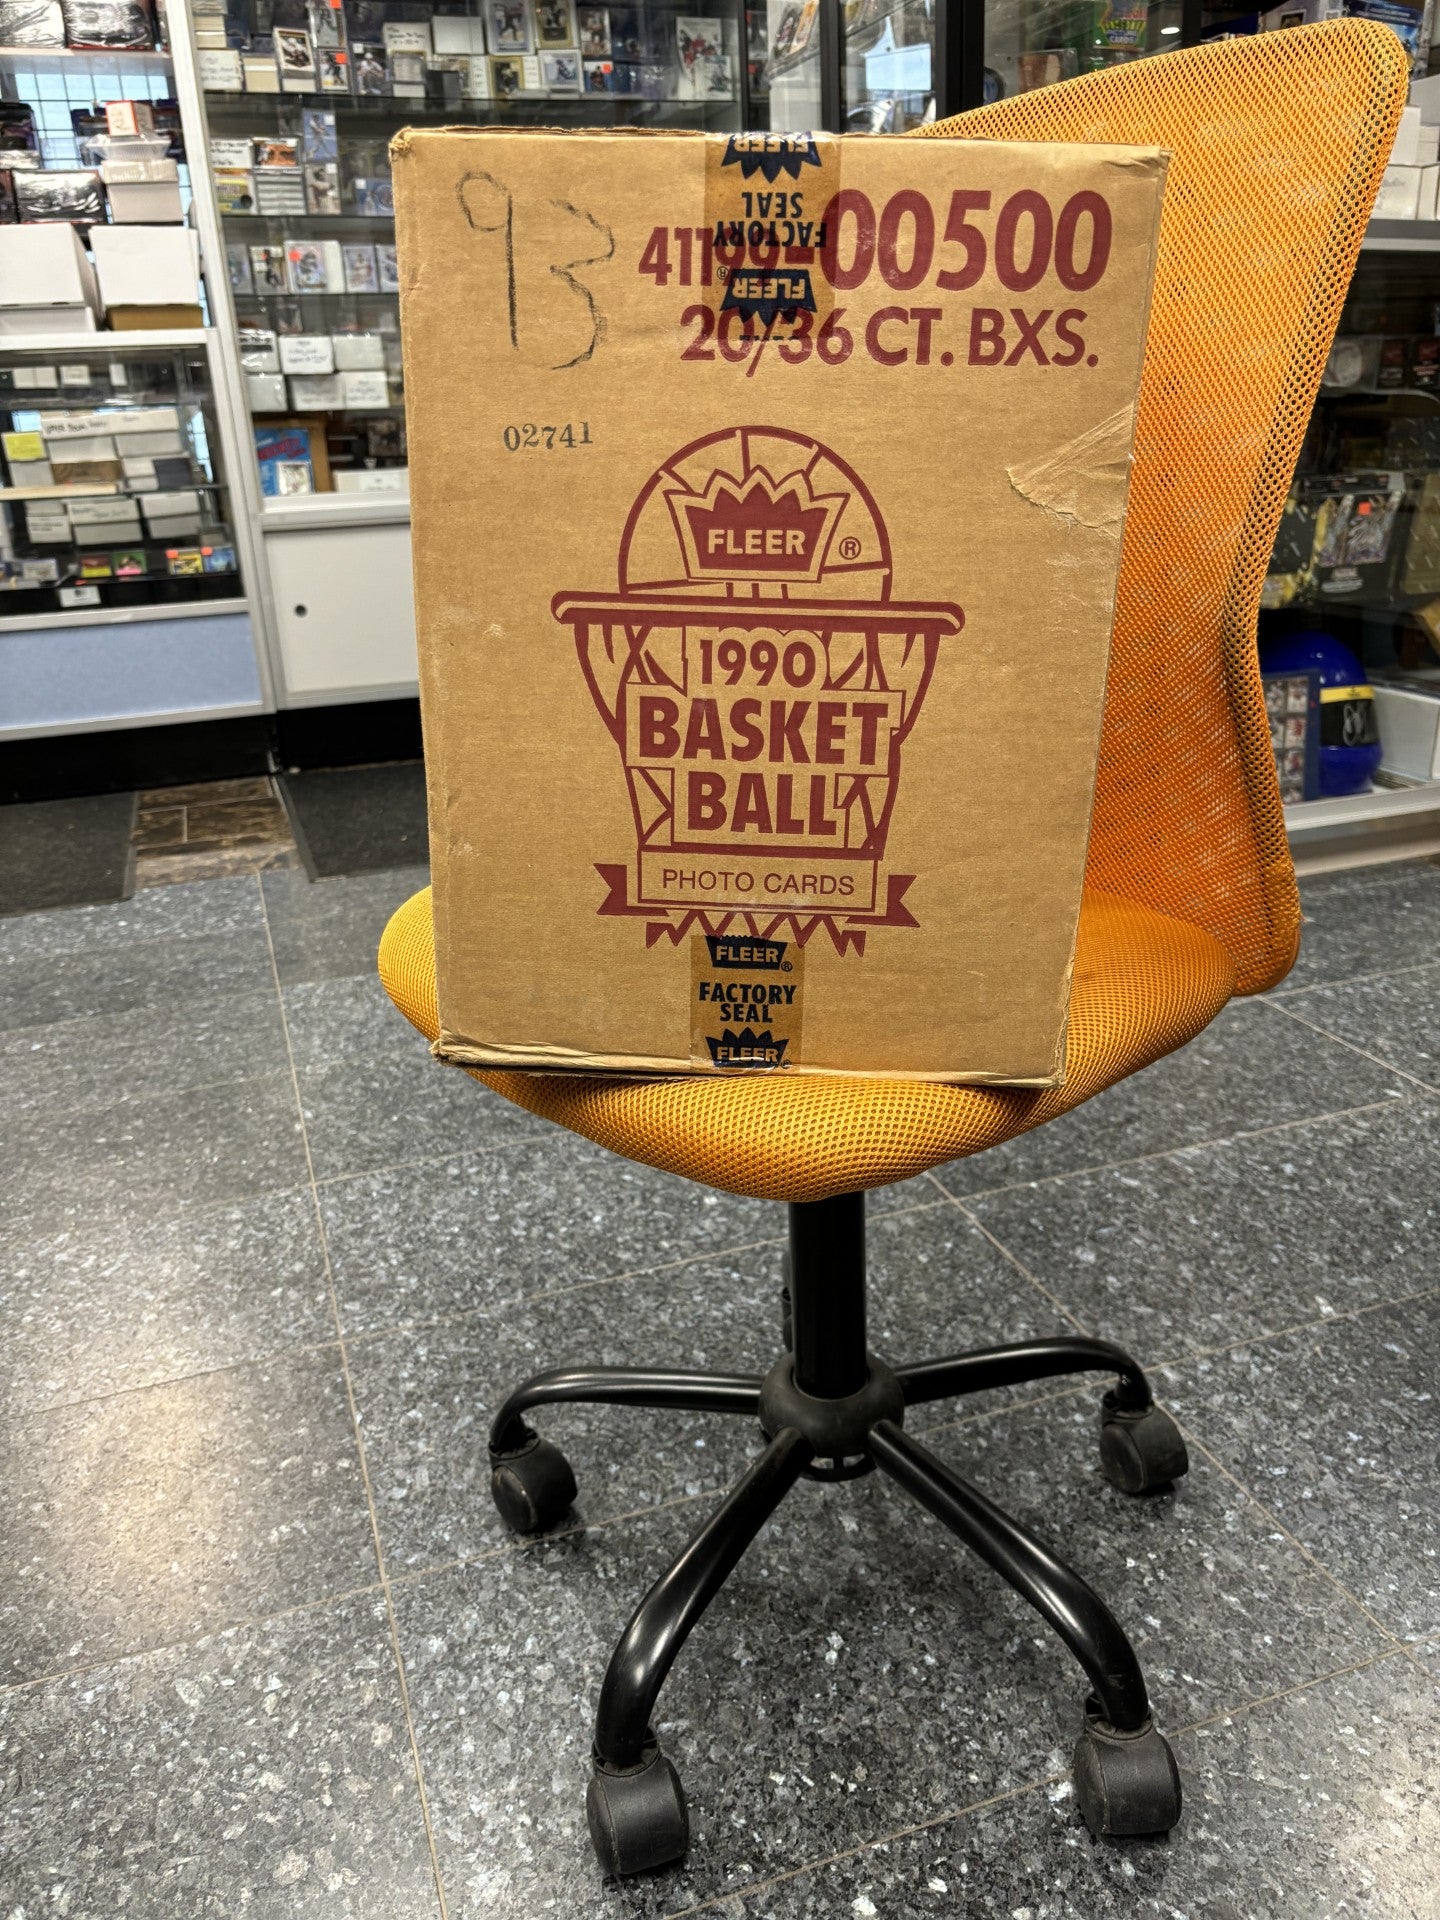 93
FLEER
FACTORY
SEAL
FLEER ®
00500
20/36 CT. BXS.
02741
FLEER ®
1990
BASKET
BALL
PHOTO CARDS
FLEER ®
FACTORY
SEAL
FLEER ®